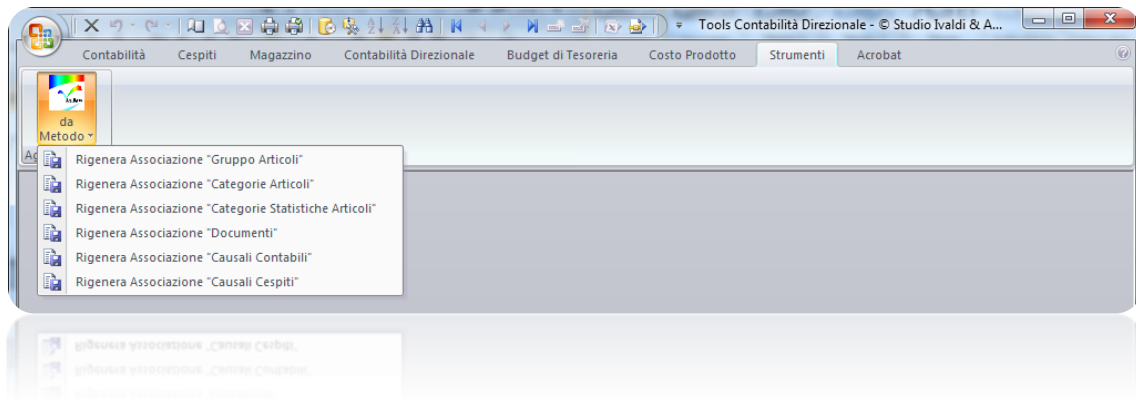 Tools Contabilità Direzionale - © Studio Ivaldi & A...
Contabilità Cespiti Magazzino Contabilità Direzionale Budget di Tesoreria Costo Prodotto Strumenti Acrobat
da
Metodo
Rigenera Associazione "Gruppo Articoli"
Rigenera Associazione "Categorie Articoli"
Rigenera Associazione "Categorie Statistiche Articoli"
Rigenera Associazione "Documenti"
Rigenera Associazione "Causali Contabili"
Rigenera Associazione "Causali Cespiti"